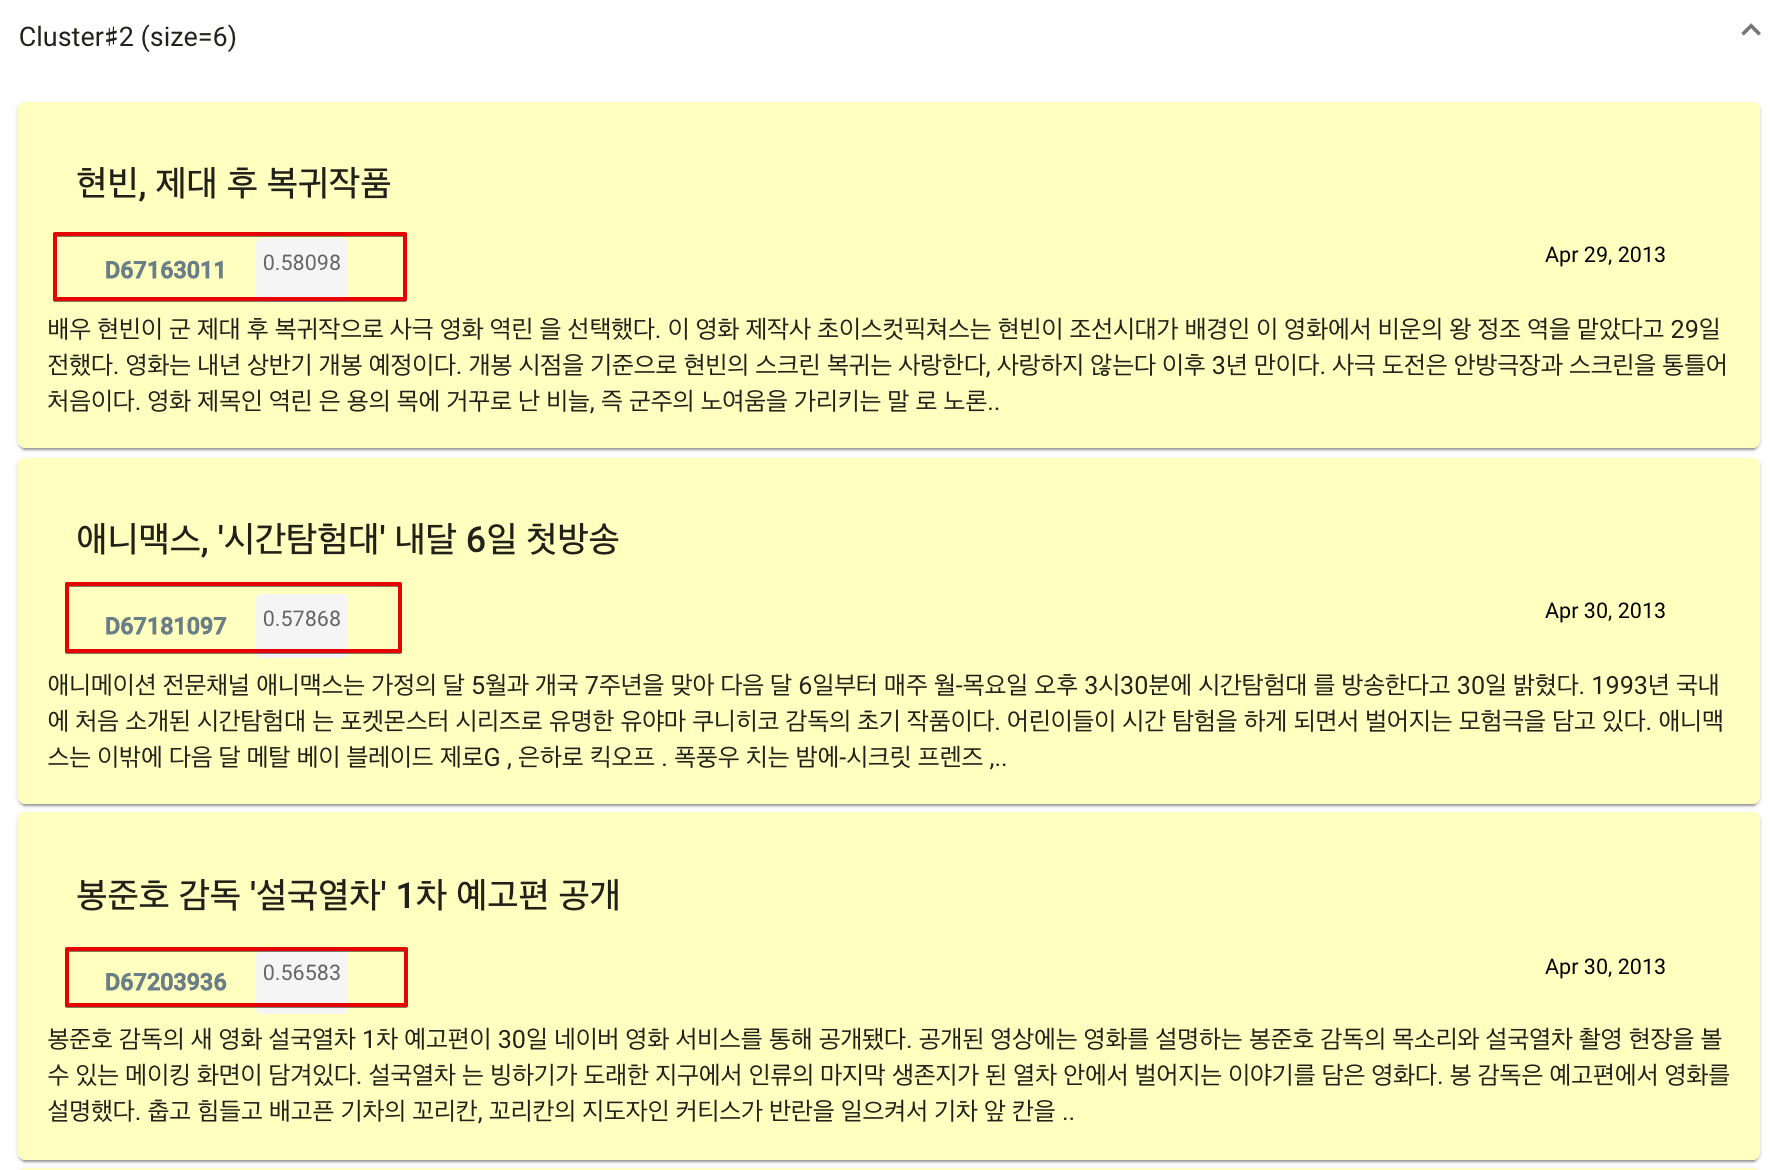 Cluster#2 (size=6)
현빈, 제대 후 복귀작품
D67163011 0.58098 Apr 29, 2013
배우 현빈이 군 제대 후 복귀작으로 사극 영화 역린 을 선택했다. 이 영화 제작사 초이스컷픽쳐스는 현빈이 조선시대가 배경인 이 영화에서 비운의 왕 정조 역을 맡았다고 29일
전했다. 영화는 내년 상반기 개봉 예정이다. 개봉 시점을 기준으로 현빈의 스크린 복귀는 사랑한다, 사랑하지 않는다 이후 3년 만이다. 사극 도전은 안방극장과 스크린을 통틀어
처음이다. 영화 제목인 역린 은 용의 목에 거꾸로 난 비늘, 즉 군주의 노여움을 가리키는 말 로 노론..
애니맥스, '시간탐험대' 내달 6일 첫방송
D67181097 0.57868 Apr 30, 2013
애니메이션 전문채널 애니맥스는 가정의 달 5월과 개국 7주년을 맞아 다음 달 6일부터 매주 월-목요일 오후 3시30분에 시간탐험대 를 방송한다고 30일 밝혔다. 1993년 국내
에 처음 소개된 시간탐험대 는 포켓몬스터 시리즈로 유명한 유야마 쿠니히코 감독의 초기 작품이다. 어린이들이 시간 탐험을 하게 되면서 벌어지는 모험극을 담고 있다. 애니맥
스는 이밖에 다음 달 메탈 베이 블레이드 제로G , 은하로 킥오프 . 폭풍우 치는 밤에-시크릿 프렌즈 ,..
봉준호 감독 '설국열차' 1차 예고편 공개
D67203936 0.56583 Apr 30, 2013
봉준호 감독의 새 영화 설국열차 1차 예고편이 30일 네이버 영화 서비스를 통해 공개됐다. 공개된 영상에는 영화를 설명하는 봉준호 감독의 목소리와 설국열차 촬영 현장을 볼
수 있는 메이킹 화면이 담겨있다. 설국열차 는 빙하기가 도래한 지구에서 인류의 마지막 생존지가 된 열차 안에서 벌어지는 이야기를 담은 영화다. 봉 감독은 예고편에서 영화를
설명했다. 춥고 힘들고 배고픈 기차의 꼬리칸, 꼬리칸의 지도자인 커티스가 반란을 일으켜서 기차 앞 칸을 ..